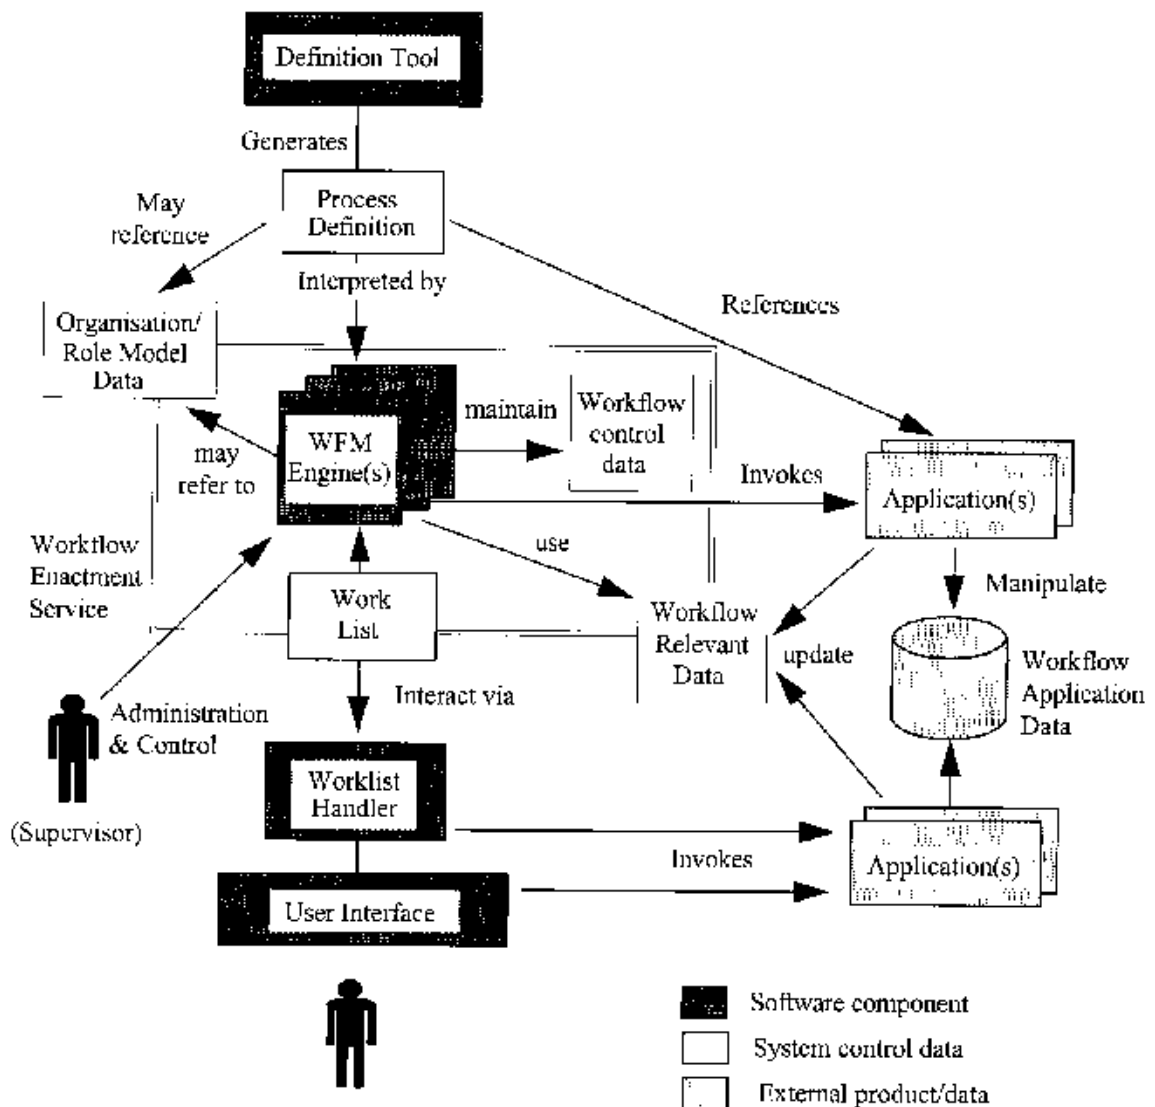 Definition Tool
Generates
Process
Definition
May
reference
Interpreted by
References
Organisation/
Role Model
Data
WFM
Engine(s)
maintain
Workflow
control
data
may
refer to
Invokes
Application(s)
use
Workflow
Enactment
Service
Work
List
Workflow
Relevant
Data
Manipulate
update
Workflow
Application
Data
Interact via
Administration
& Control
Worklist
Handler
(Supervisor)
Invokes
Application(s)
User Interface
Software component
System control data
External product/data